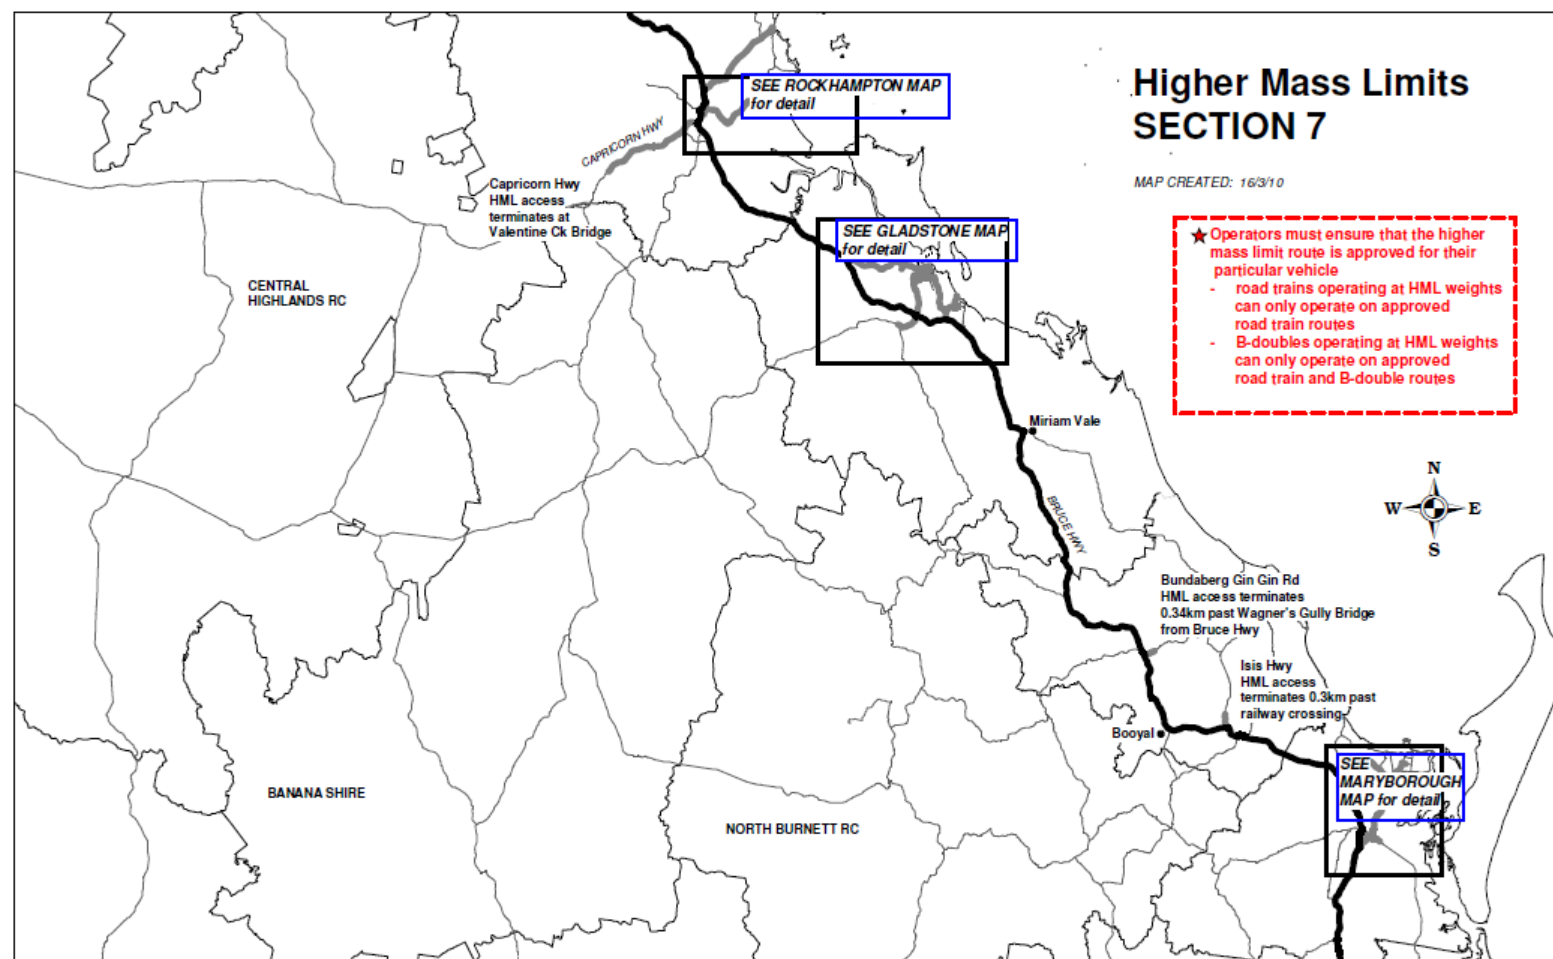 SEE ROCKHAMPTON MAP
for detail
Higher Mass Limits
SECTION 7
MAP CREATED: 16/3/10
CAPRICORN HWY
Capricorn Hwy
HML access
terminates at
Valentine Ck Bridge
SEE GLADSTONE MAP
for detail
Operators must ensure that the higher
mass limit route is approved for their
particular vehicle
- road trains operating at HML weights
can only operate on approved
road train routes
- B-doubles operating at HML weights
can only operate on approved
road train and B-double routes
CENTRAL
HIGHLANDS RC
Miriam Vale
N
W E
S
BRUCE HWY
Bundaberg Gin Gin Rd
HML access terminates
0.34km past Wagner's Gully Bridge
from Bruce Hwy
Isis Hwy
HML access
terminates 0.3km past
railway crossing
Booyal
SEE
MARYBOROUGH
MAP for detail
BANANA SHIRE
NORTH BURNETT RC